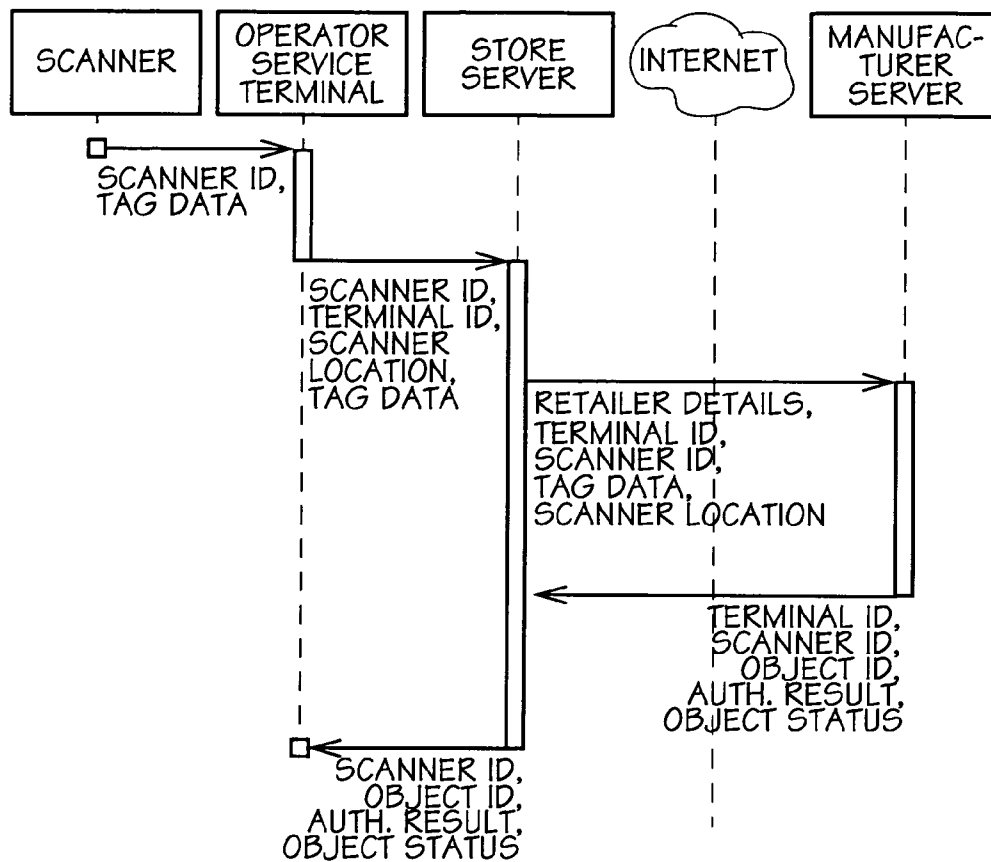 SCANNER
OPERATOR
SERVICE
TERMINAL
STORE
SERVER
INTERNET
MANUFAC-
TURER
SERVER
SCANNER ID,
TAG DATA
SCANNER ID,
TERMINAL ID,
SCANNER
LOCATION,
TAG DATA
RETAILER DETAILS,
TERMINAL ID,
SCANNER ID,
TAG DATA,
SCANNER LOCATION
TERMINAL ID,
SCANNER ID,
OBJECT ID,
AUTH. RESULT,
OBJECT STATUS
SCANNER ID,
OBJECT ID,
AUTH. RESULT,
OBJECT STATUS